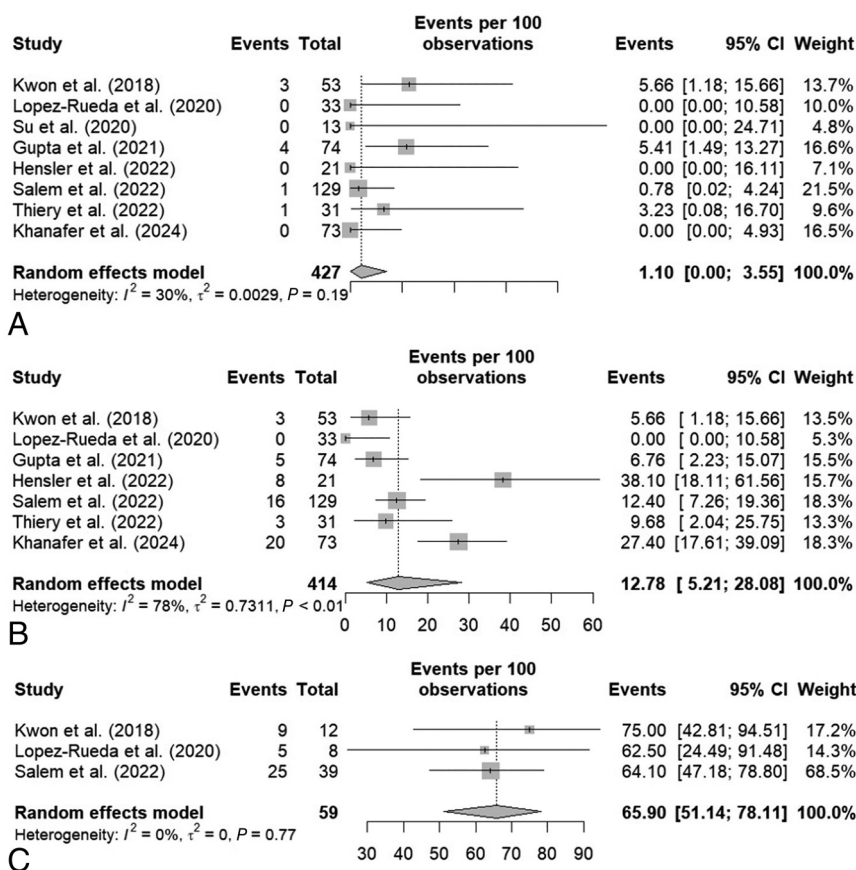 Events per 100
Study Events Total observations Events 95% CI Weight
Kwon et al. (2018) 3 53 5.66 [1.18; 15.66] 13.7%
Lopez-Rueda et al. (2020) 0 33 0.00 [0.00; 10.58] 10.0%
Su et al. (2020) 0 13 0.00 [0.00; 24.71] 4.8%
Gupta et al. (2021) 4 74 5.41 [1.49; 13.27] 16.6%
Hensler et al. (2022) 0 21 0.00 [0.00; 16.11] 7.1%
Salem et al. (2022) 1 129 0.78 [0.02; 4.24] 21.5%
Thiery et al. (2022) 1 31 3.23 [0.08; 16.70] 9.6%
Khanafer et al. (2024) 0 73 0.00 [0.00; 4.93] 16.5%
Random effects model 427 1.10 [0.00; 3.55] 100.0%
Heterogeneity: I² = 30%, τ² = 0.0029, P = 0.19
A
Events per 100
Study Events Total observations Events 95% CI Weight
Kwon et al. (2018) 3 53 5.66 [ 1.18; 15.66] 13.5%
Lopez-Rueda et al. (2020) 0 33 0.00 [ 0.00; 10.58] 5.3%
Gupta et al. (2021) 5 74 6.76 [ 2.23; 15.07] 15.5%
Hensler et al. (2022) 8 21 38.10 [18.11; 61.56] 15.7%
Salem et al. (2022) 16 129 12.40 [ 7.26; 19.36] 18.3%
Thiery et al. (2022) 3 31 9.68 [ 2.04; 25.75] 13.3%
Khanafer et al. (2024) 20 73 27.40 [17.61; 39.09] 18.3%
Random effects model 414 12.78 [ 5.21; 28.08] 100.0%
Heterogeneity: I² = 78%, τ² = 0.7311, P < 0.01
0 10 20 30 40 50 60
B
Events per 100
Study Events Total observations Events 95% CI Weight
Kwon et al. (2018) 9 12 75.00 [42.81; 94.51] 17.2%
Lopez-Rueda et al. (2020) 5 8 62.50 [24.49; 91.48] 14.3%
Salem et al. (2022) 25 39 64.10 [47.18; 78.80] 68.5%
Random effects model 59 65.90 [51.14; 78.11] 100.0%
Heterogeneity: I² = 0%, τ² = 0, P = 0.77
30 40 50 60 70 80 90
C